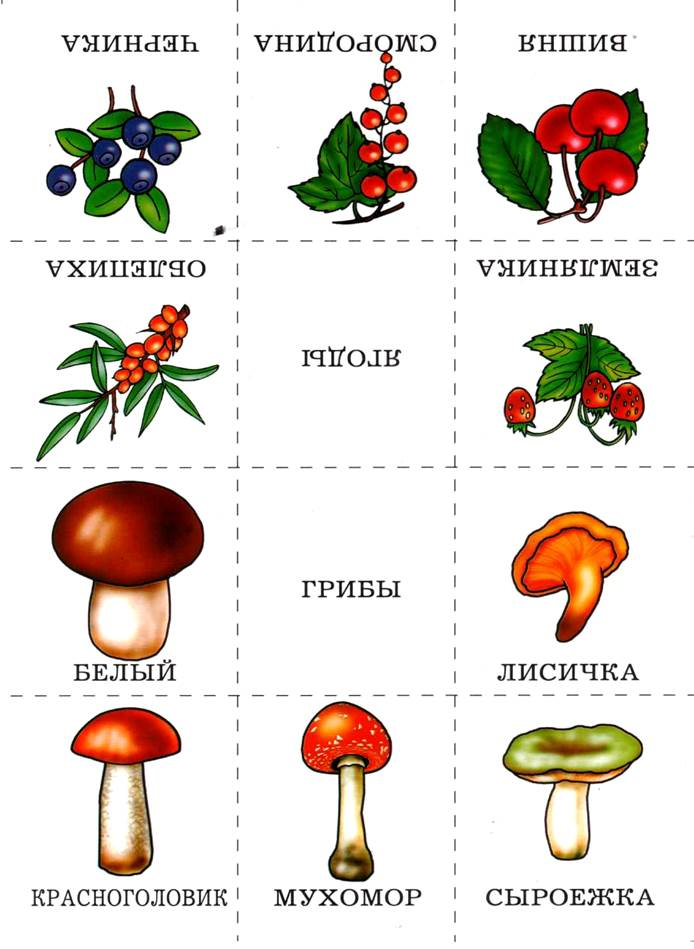 ЧЕРНИКА
СМОРОДИНА
ВИШНЯ
ОБЛЕПИХА
ЯГОДЫ
ЗЕМЛЯНИКА
ГРИБЫ
БЕЛЫЙ
ЛИСИЧКА
КРАСНОГОЛОВИК
МУХОМОР
СЫРОЕЖКА